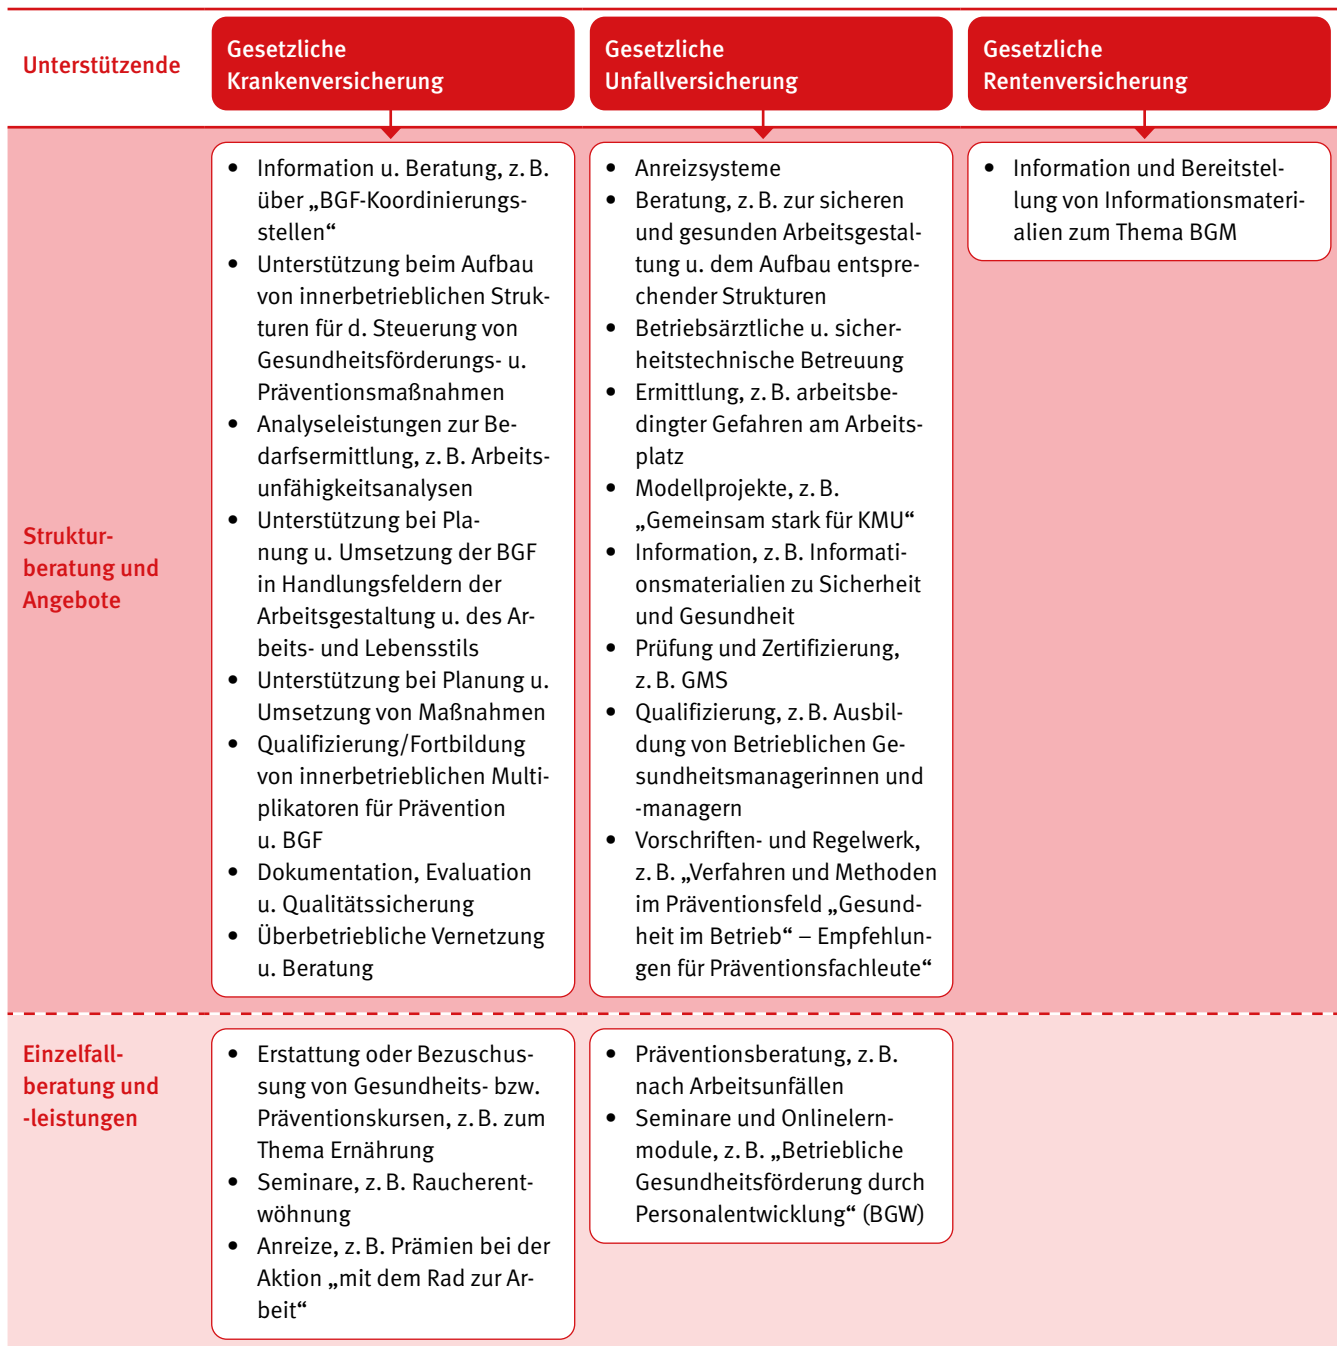 Unterstützende
Gesetzliche
Krankenversicherung
Gesetzliche
Unfallversicherung
Gesetzliche
Rentenversicherung
Struktur-
beratung und
Angebote
• Information u. Beratung, z. B.
über „BGF-Koordinierungs-
stellen“
• Unterstützung beim Aufbau
von innerbetrieblichen Struk-
turen für d. Steuerung von
Gesundheitsförderungs- u.
Präventionsmaßnahmen
• Analyseleistungen zur Be-
darfsermittlung, z. B. Arbeits-
unfähigkeitsanalysen
• Unterstützung bei Pla-
nung u. Umsetzung der BGF
in Handlungsfeldern der
Arbeitsgestaltung u. des Ar-
beits- und Lebensstils
• Unterstützung bei Planung u.
Umsetzung von Maßnahmen
• Qualifizierung/Fortbildung
von innerbetrieblichen Multi-
plikatoren für Prävention
u. BGF
• Dokumentation, Evaluation
u. Qualitätssicherung
• Überbetriebliche Vernetzung
u. Beratung
• Anreizsysteme
• Beratung, z. B. zur sicheren
und gesunden Arbeitsgestal-
tung u. dem Aufbau entspre-
chender Strukturen
• Betriebsärztliche u. sicher-
heitstechnische Betreuung
• Ermittlung, z. B. arbeitsbe-
dingter Gefahren am Arbeits-
platz
• Modellprojekte, z. B.
„Gemeinsam stark für KMU“
• Information, z. B. Informati-
onsmaterialien zu Sicherheit
und Gesundheit
• Prüfung und Zertifizierung,
z. B. GMS
• Qualifizierung, z. B. Ausbil-
dung von Betrieblichen Ge-
sundheitsmanagerinnen und
-managern
• Vorschriften- und Regelwerk,
z. B. „Verfahren und Methoden
im Präventionsfeld „Gesund-
heit im Betrieb“ – Empfehlun-
gen für Präventionsfachleute“
• Information und Bereitstel-
lung von Informationsmateri-
alien zum Thema BGM
Einzelfall-
beratung und
-leistungen
• Erstattung oder Bezuschus-
sung von Gesundheits- bzw.
Präventionskursen, z. B. zum
Thema Ernährung
• Seminare, z. B. Raucherent-
wöhnung
• Anreize, z. B. Prämien bei der
Aktion „mit dem Rad zur Ar-
beit“
• Präventionsberatung, z. B.
nach Arbeitsunfällen
• Seminare und Onlinelern-
module, z. B. „Betriebliche
Gesundheitsförderung durch
Personalentwicklung“ (BGW)